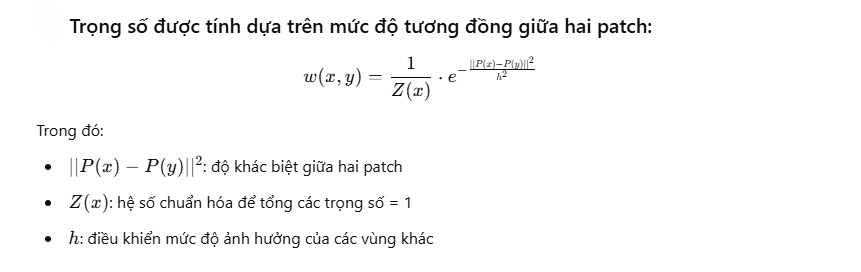 Trọng số được tính dựa trên mức độ tương đồng giữa hai patch:
w(x, y) = \frac{1}{Z(x)} \cdot e^{-\frac{||P(x)-P(y)||^2}{h^2}}
Trong đó:
• ||P(x) − P(y)||²: độ khác biệt giữa hai patch
• Z(x): hệ số chuẩn hóa để tổng các trọng số = 1
• h: điều khiển mức độ ảnh hưởng của các vùng khác